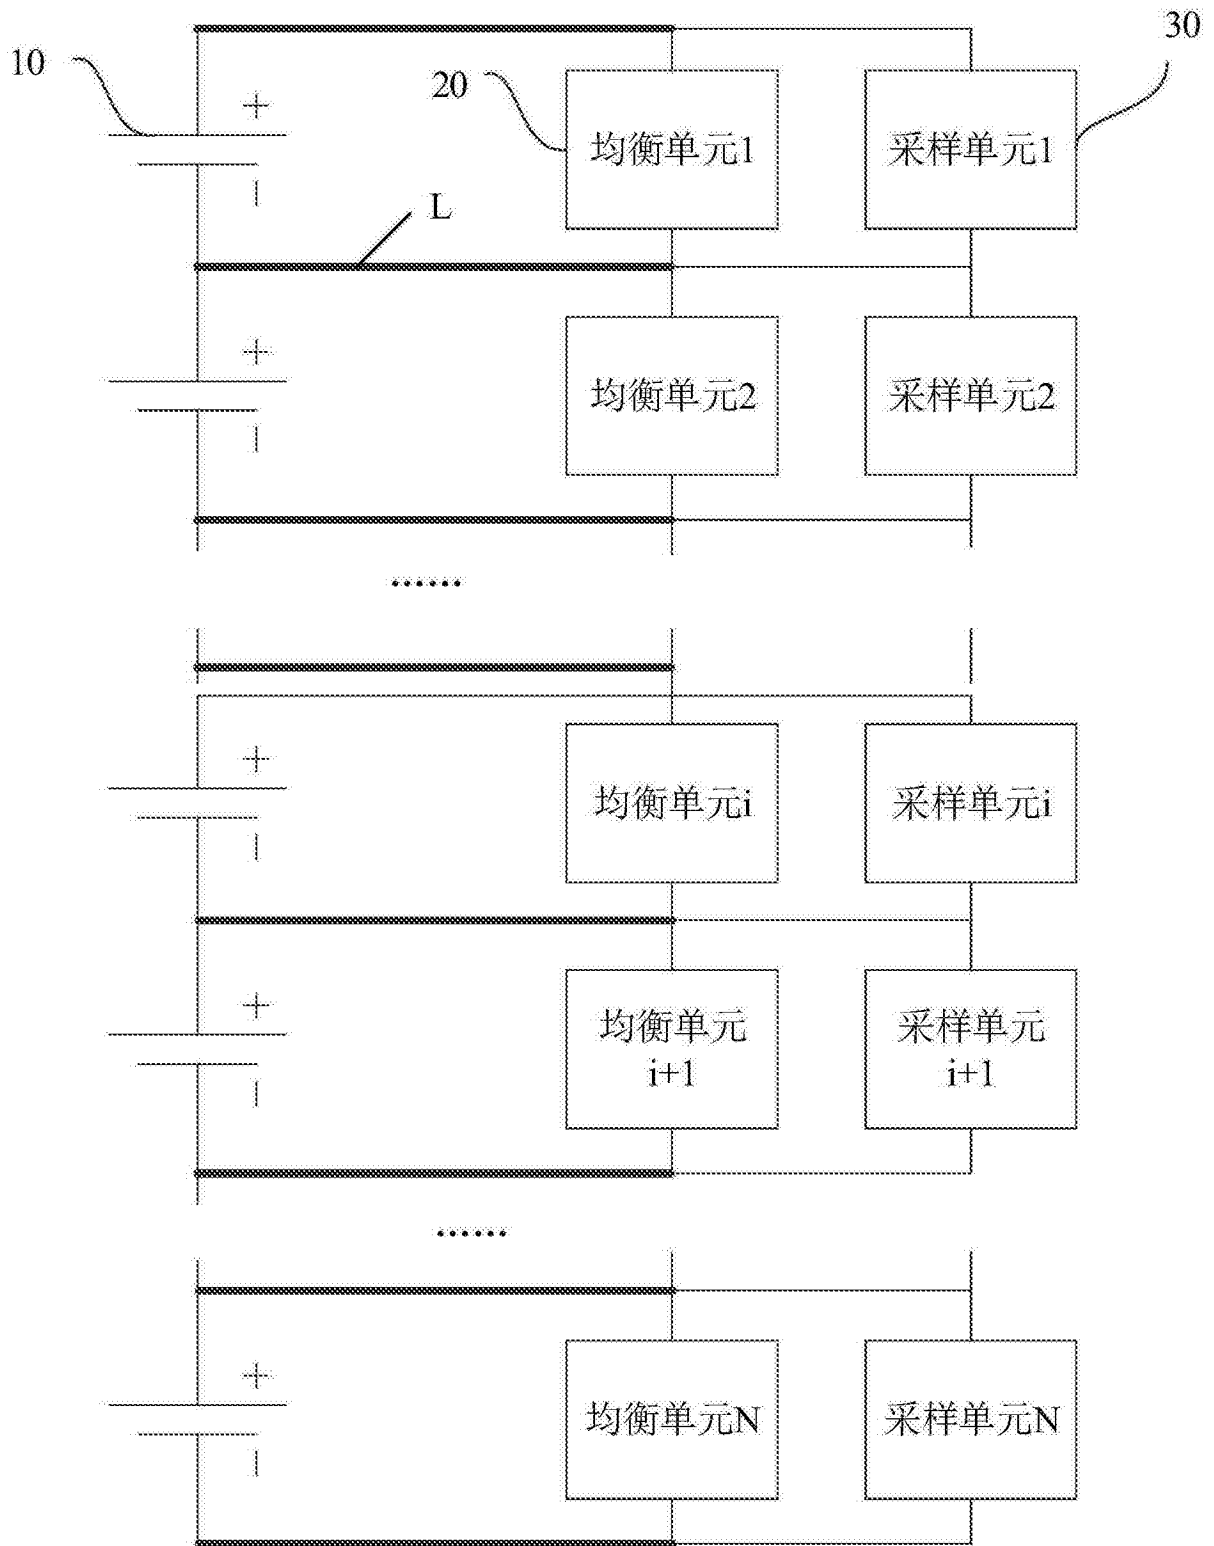 30
10
20
+
均衡单元1
采样单元1
L
+
均衡单元2
采样单元2
……
+
均衡单元i
采样单元i
+
均衡单元
i+1
采样单元
i+1
……
+
均衡单元N
采样单元N